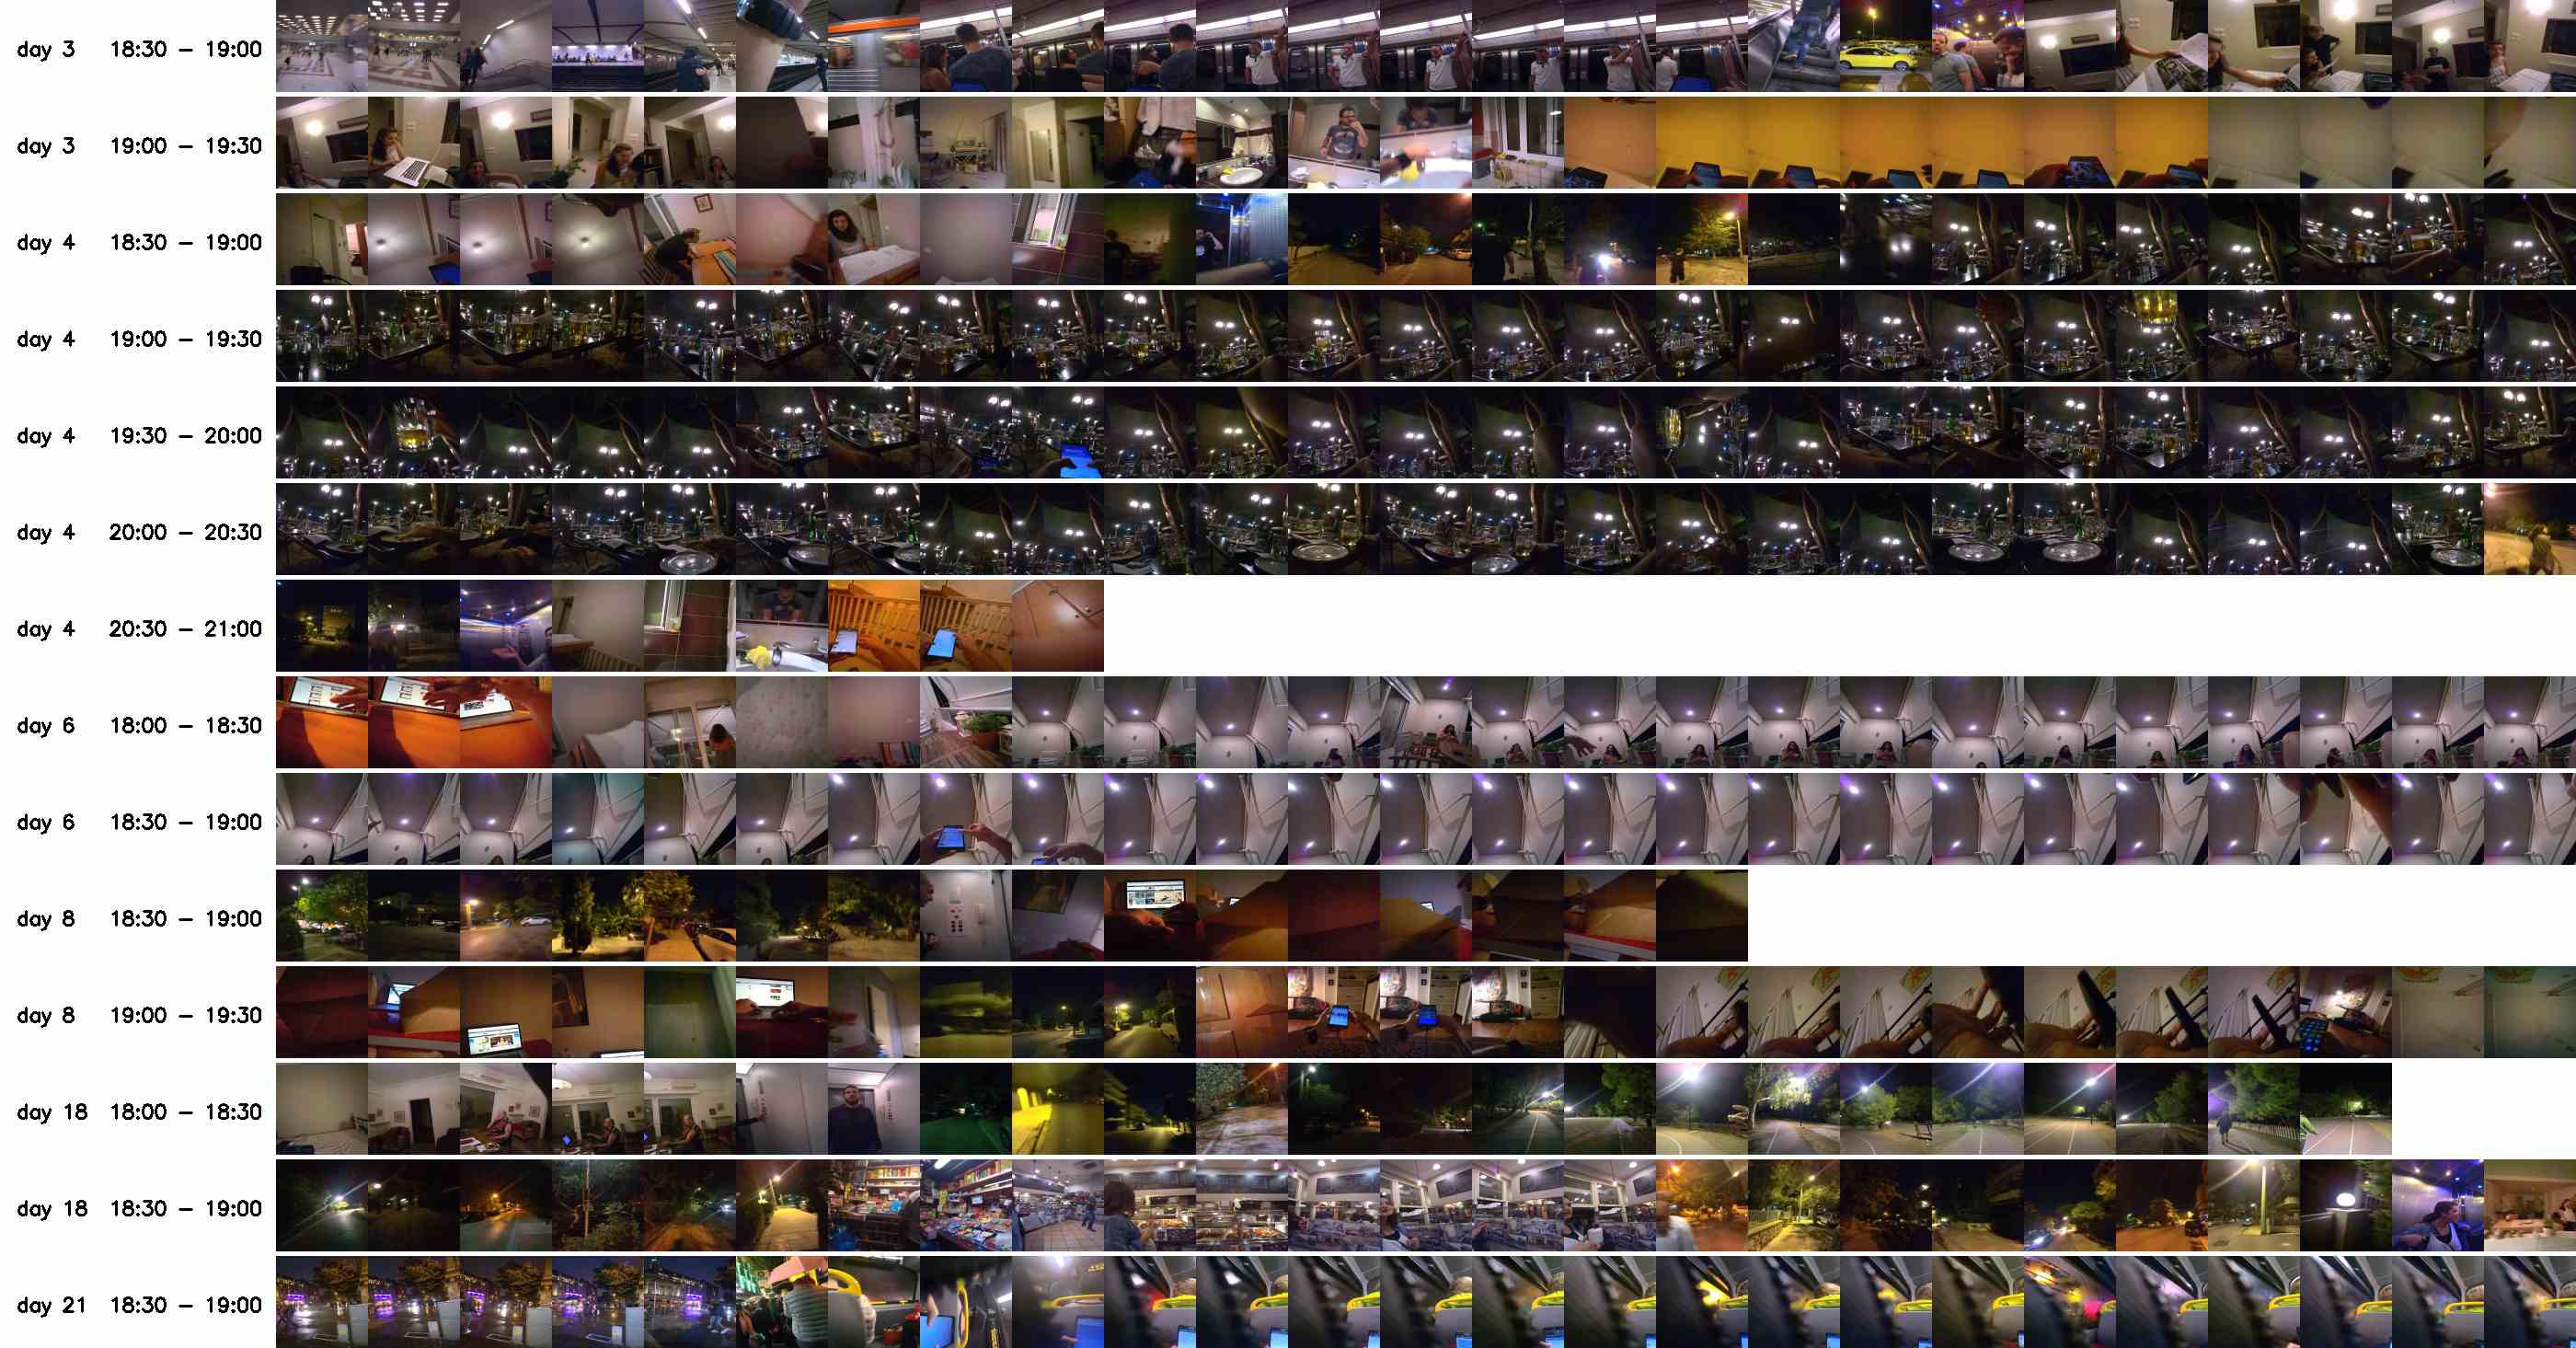 day 3 18:30 - 19:00
day 3 19:00 - 19:30
day 4 18:30 - 19:00
day 4 19:00 - 19:30
day 4 19:30 - 20:00
day 4 20:00 - 20:30
day 4 20:30 - 21:00
day 6 18:00 - 18:30
day 6 18:30 - 19:00
day 8 18:30 - 19:00
day 8 19:00 - 19:30
day 18 18:00 - 18:30
day 18 18:30 - 19:00
day 21 18:30 - 19:00